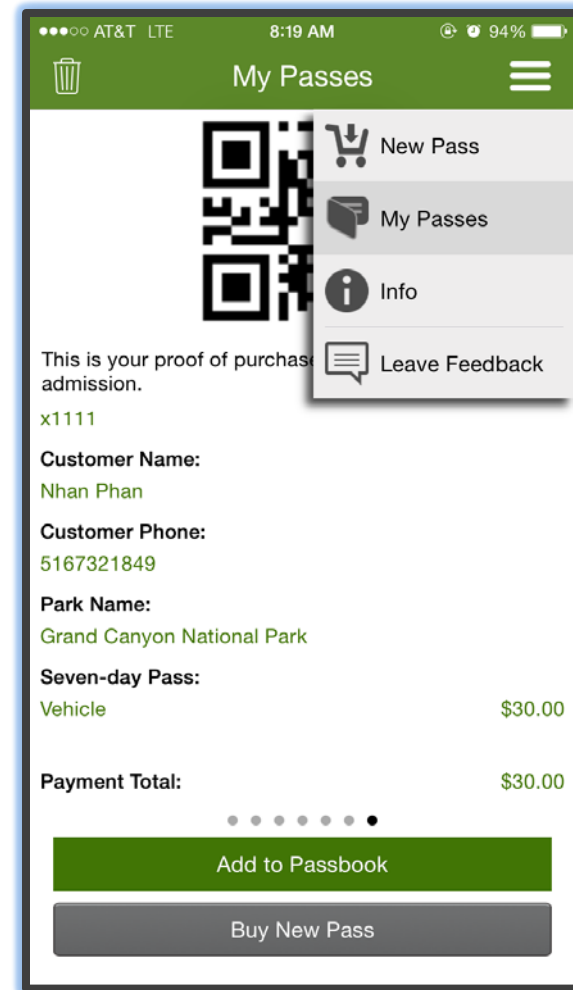 AT&T LTE 8:19 AM 94%
My Passes
New Pass
My Passes
Info
Leave Feedback
This is your proof of purchase
admission.
x1111
Customer Name:
Nhan Phan
Customer Phone:
5167321849
Park Name:
Grand Canyon National Park
Seven-day Pass:
Vehicle $30.00
Payment Total: $30.00
Add to Passbook
Buy New Pass